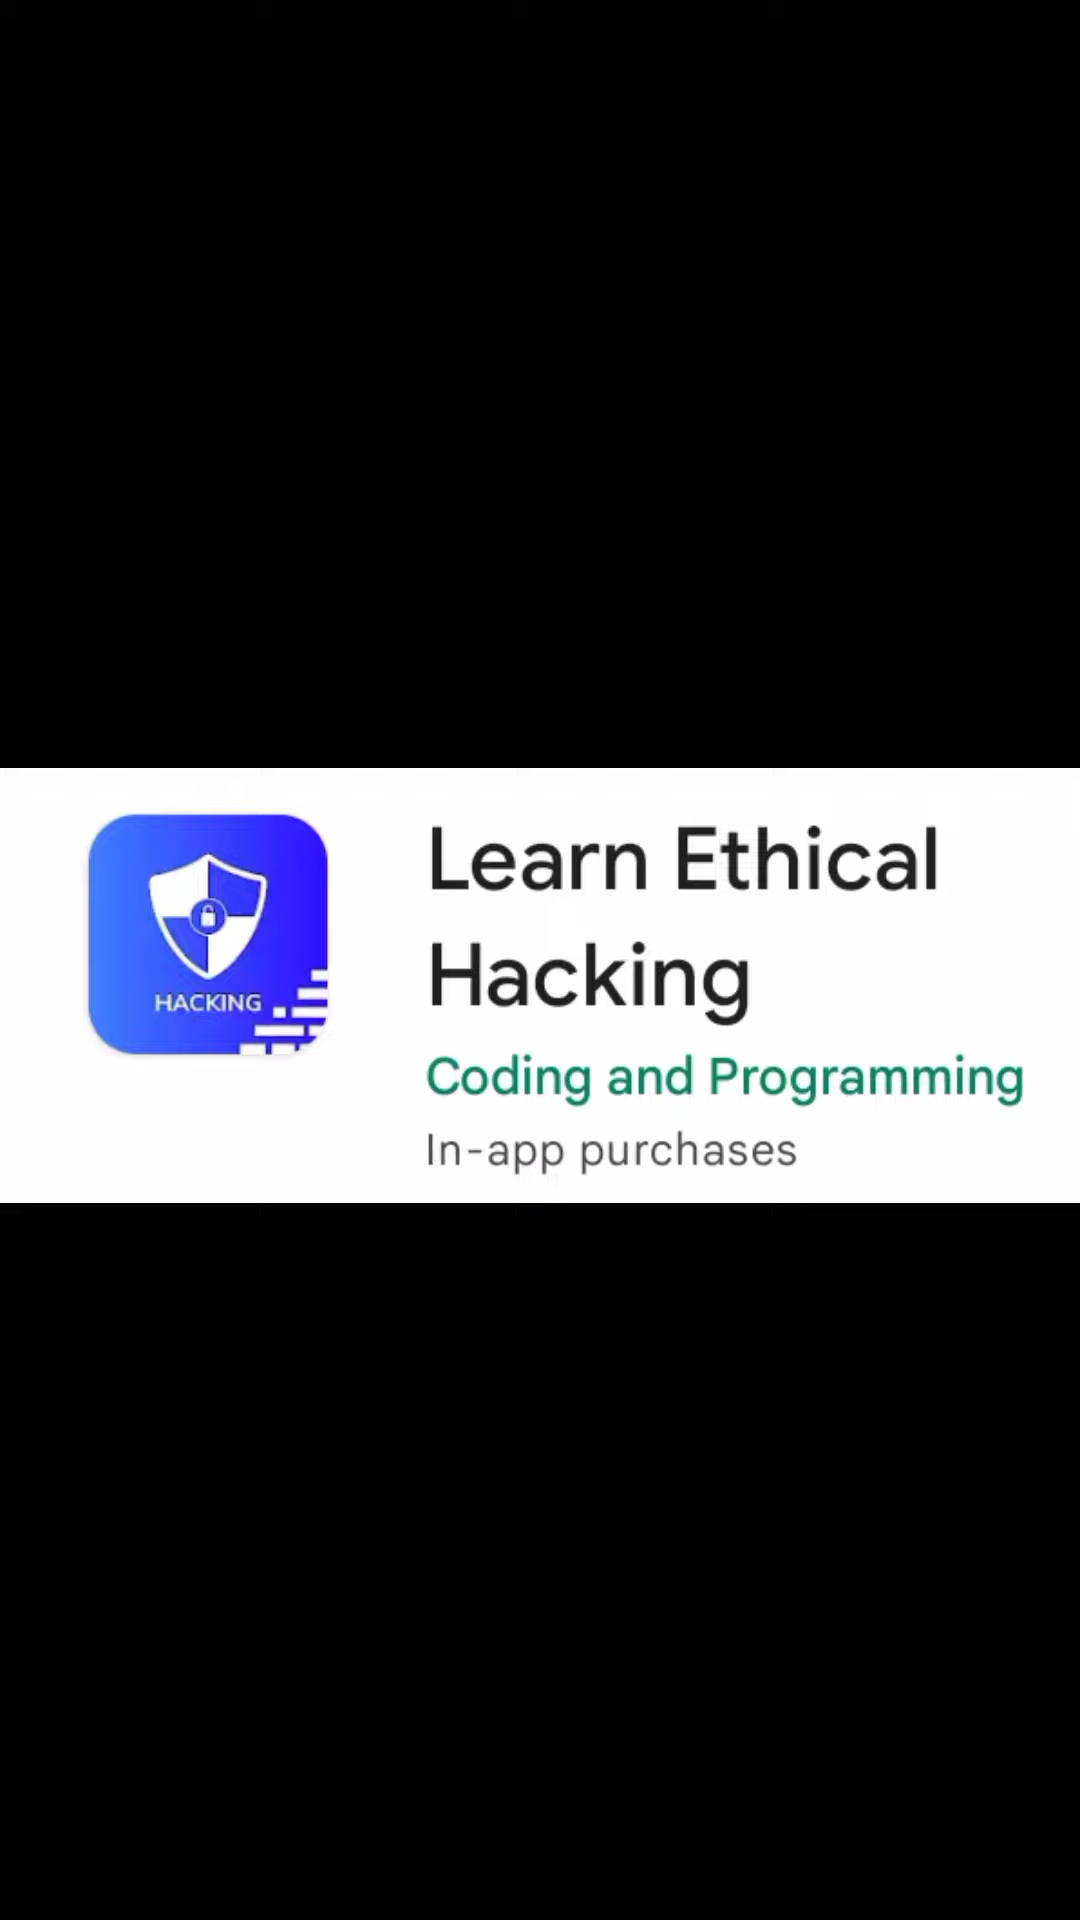 HACKING
Learn Ethical
Hacking
Coding and Programming
In-app purchases